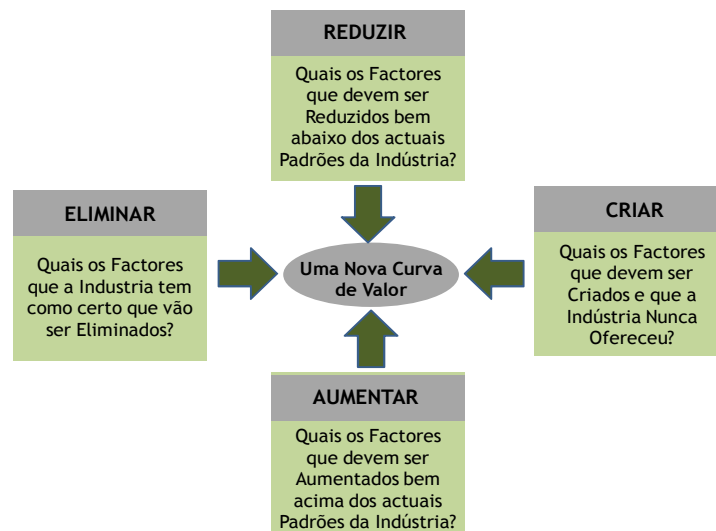 REDUZIR
Quais os Factores
que devem ser
Reduzidos bem
abaixo dos actuais
Padrões da Indústria?
ELIMINAR
Quais os Factores
que a Industria tem
como certo que vão
ser Eliminados?
Uma Nova Curva
de Valor
CRIAR
Quais os Factores
que devem ser
Criados e que a
Indústria Nunca
Ofereceu?
AUMENTAR
Quais os Factores
que devem ser
Aumentados bem
acima dos actuais
Padrões da Indústria?